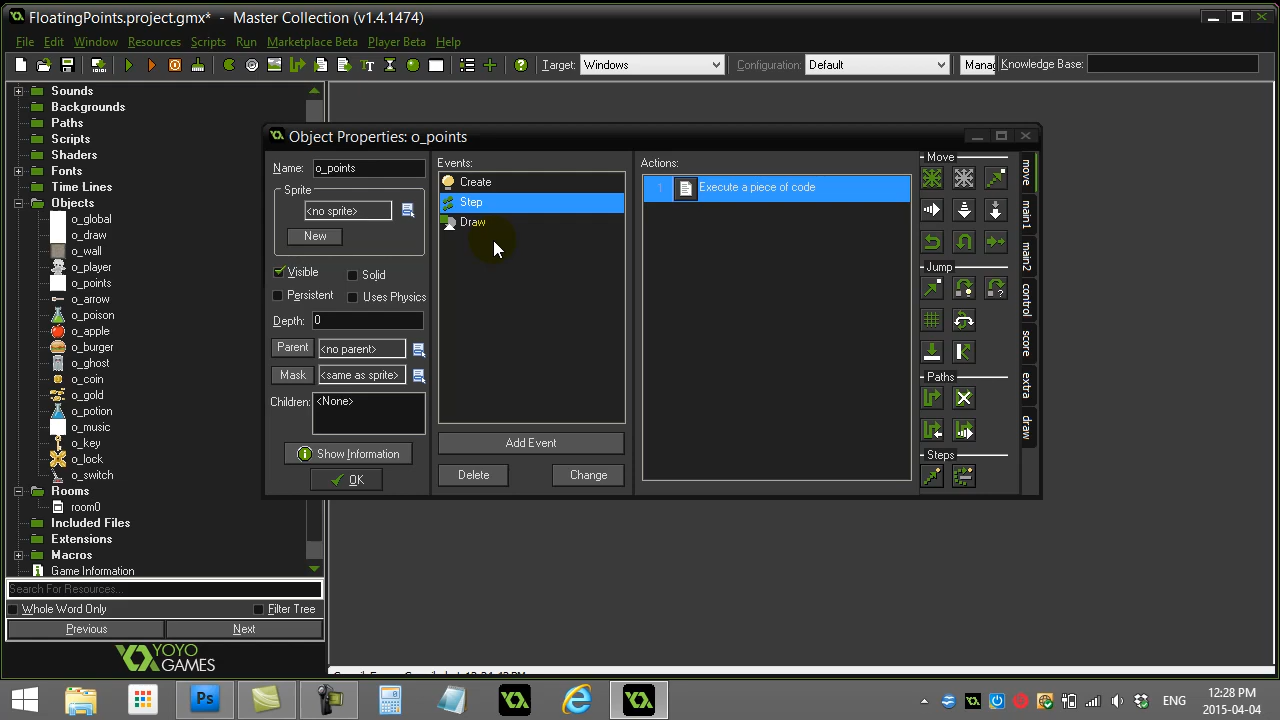 FloatingPoints.project.gmx* - Master Collection (v1.4.1474)
File Edit Window Resources Scripts Run Marketplace Beta Player Beta Help
Target: Windows Configuration: Default Manag Knowledge Base:
Sounds
Backgrounds
Paths
Scripts
Shaders
Fonts
Time Lines
Objects
o_global
o_draw
o_wall
o_player
o_points
o_arrow
o_poison
o_apple
o_burger
o_ghost
o_coin
o_gold
o_potion
o_music
o_key
o_lock
o_switch
Rooms
room0
Included Files
Extensions
Macros
Game Information
Search For Resources...
Whole Word Only Filter Tree
Previous Next
YOYO
GAMES
Object Properties: o_points
Name: o_points
Sprite
<no sprite>
New
Visible Solid
Persistent Uses Physics
Depth: 0
Parent <no parent>
Mask <same as sprite>
Children: <None>
Show Information
OK
Events:
Create
Step
Draw
Add Event
Delete Change
Actions:
1 Execute a piece of code
Move
Jump
Paths
Steps
move
main1
main2
control
score
extra
draw
ENG
12:28 PM
2015-04-04